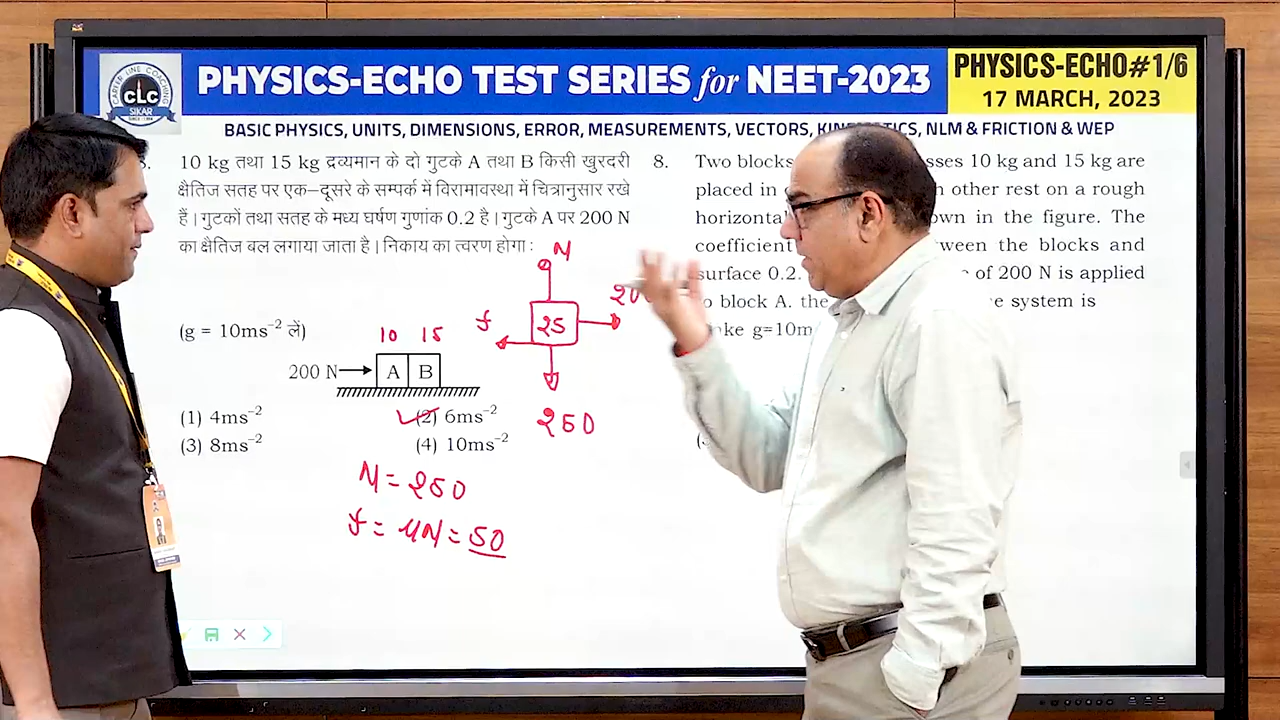 PHYSICS-ECHO TEST SERIES for NEET-2023
PHYSICS-ECHO#1/6
17 MARCH, 2023
CAREER LINE COACHING
CLC
SIKAR
BASIC PHYSICS, UNITS, DIMENSIONS, ERROR, MEASUREMENTS, VECTORS, NLM & FRICTION & WEP
10 kg तथा 15 kg द्रव्यमान के दो गुटके A तथा B किसी खुरदरी
क्षैतिज सतह पर एक–दूसरे के सम्पर्क में विरामावस्था में चित्रानुसार रखे
हैं। गुटकों तथा सतह के मध्य घर्षण गुणांक 0.2 है। गुटके A पर 200 N
का क्षैतिज बल लगाया जाता है। निकाय का त्वरण होगा :
(g = 10ms⁻² लें)
10 15
200 N A B
(1) 4ms⁻² (2) 6ms⁻²
(3) 8ms⁻² (4) 10ms⁻²
N
f 25
250
N = 250
f = μN = 50
8. Two blocks sses 10 kg and 15 kg are
placed in h other rest on a rough
own in the figure. The
coefficient ween the blocks and
surface 0.2. e of 200 N is applied
block A. e system is
g=10m